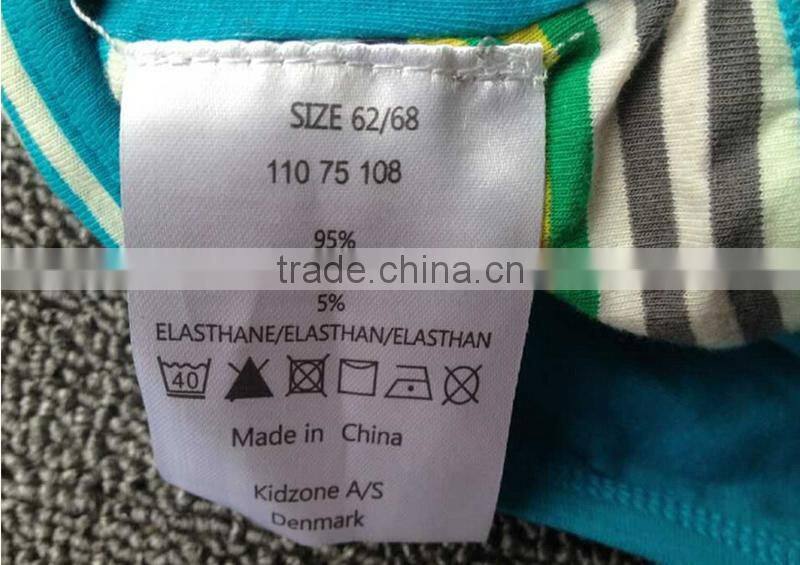 SIZE 62/68
110 75 108
95%
trade.china.cn
5%
ELASTHANE/ELASTHAN/ELASTHAN
40
Made in China
Kidzone A/S
Denmark